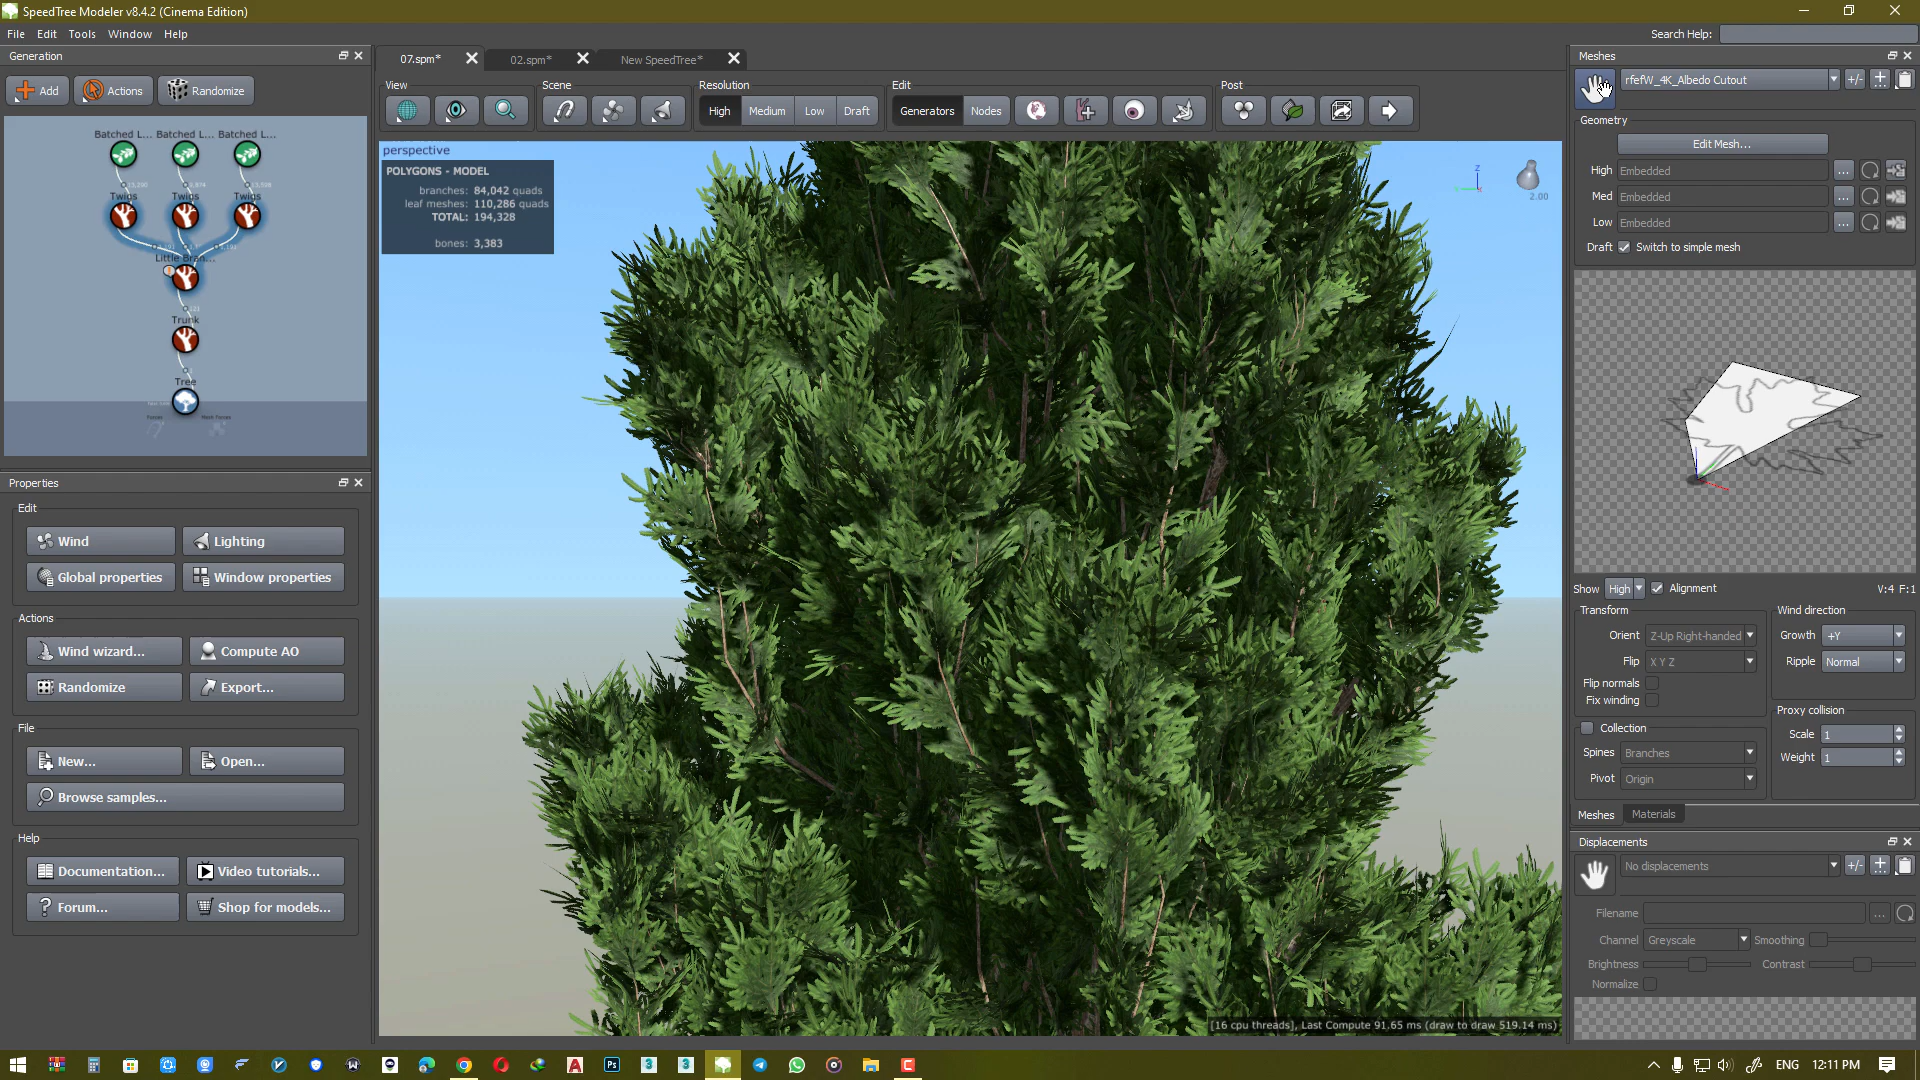 SpeedTree Modeler v8.4.2 (Cinema Edition)
File Edit Tools Window Help
Search Help:
Generation
Add Actions Randomize
Batched L... Batched L... Batched L...
Twigs Twigs Twigs
Little Bran...
Trunk
Tree
Properties
Edit
Wind Lighting
Global properties Window properties
Actions
Wind wizard... Compute AO
Randomize Export...
File
New... Open...
Browse samples...
Help
Documentation... Video tutorials...
Forum... Shop for models...
07.spm* 02.spm* New SpeedTree*
View Scene Resolution Edit Post
High Medium Low Draft Generators Nodes
perspective
POLYGONS - MODEL
branches: 84,042 quads
leaf meshes: 110,286 quads
TOTAL: 194,328
bones: 3,383
Z
2.00
[16 cpu threads], Last Compute 91.65 ms (draw to draw 519.14 ms)
Meshes
rfefW_4K_Albedo Cutout
+/-
Geometry
Edit Mesh...
High Embedded ...
Med Embedded ...
Low Embedded ...
Draft Switch to simple mesh
Show High Alignment V:4 F:1
Transform
Orient Z-Up Right-handed
Flip X Y Z
Flip normals
Fix winding
Collection
Spines Branches
Pivot Origin
Wind direction
Growth +Y
Ripple Normal
Proxy collision
Scale 1
Weight 1
Meshes Materials
Displacements
No displacements +/-
Filename ...
Channel Greyscale Smoothing
Brightness Contrast
Normalize
ENG 12:11 PM